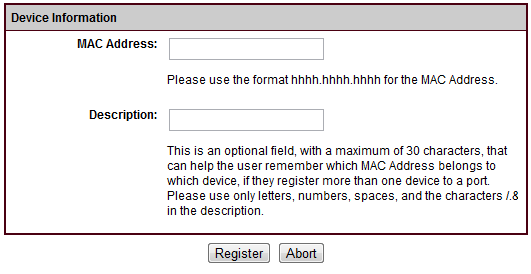 Device Information
MAC Address:
Please use the format hhhh.hhhh.hhhh for the MAC Address.
Description:
This is an optional field, with a maximum of 30 characters, that
can help the user remember which MAC Address belongs to
which device, if they register more than one device to a port.
Please use only letters, numbers, spaces, and the characters /.&
in the description.
Register Abort